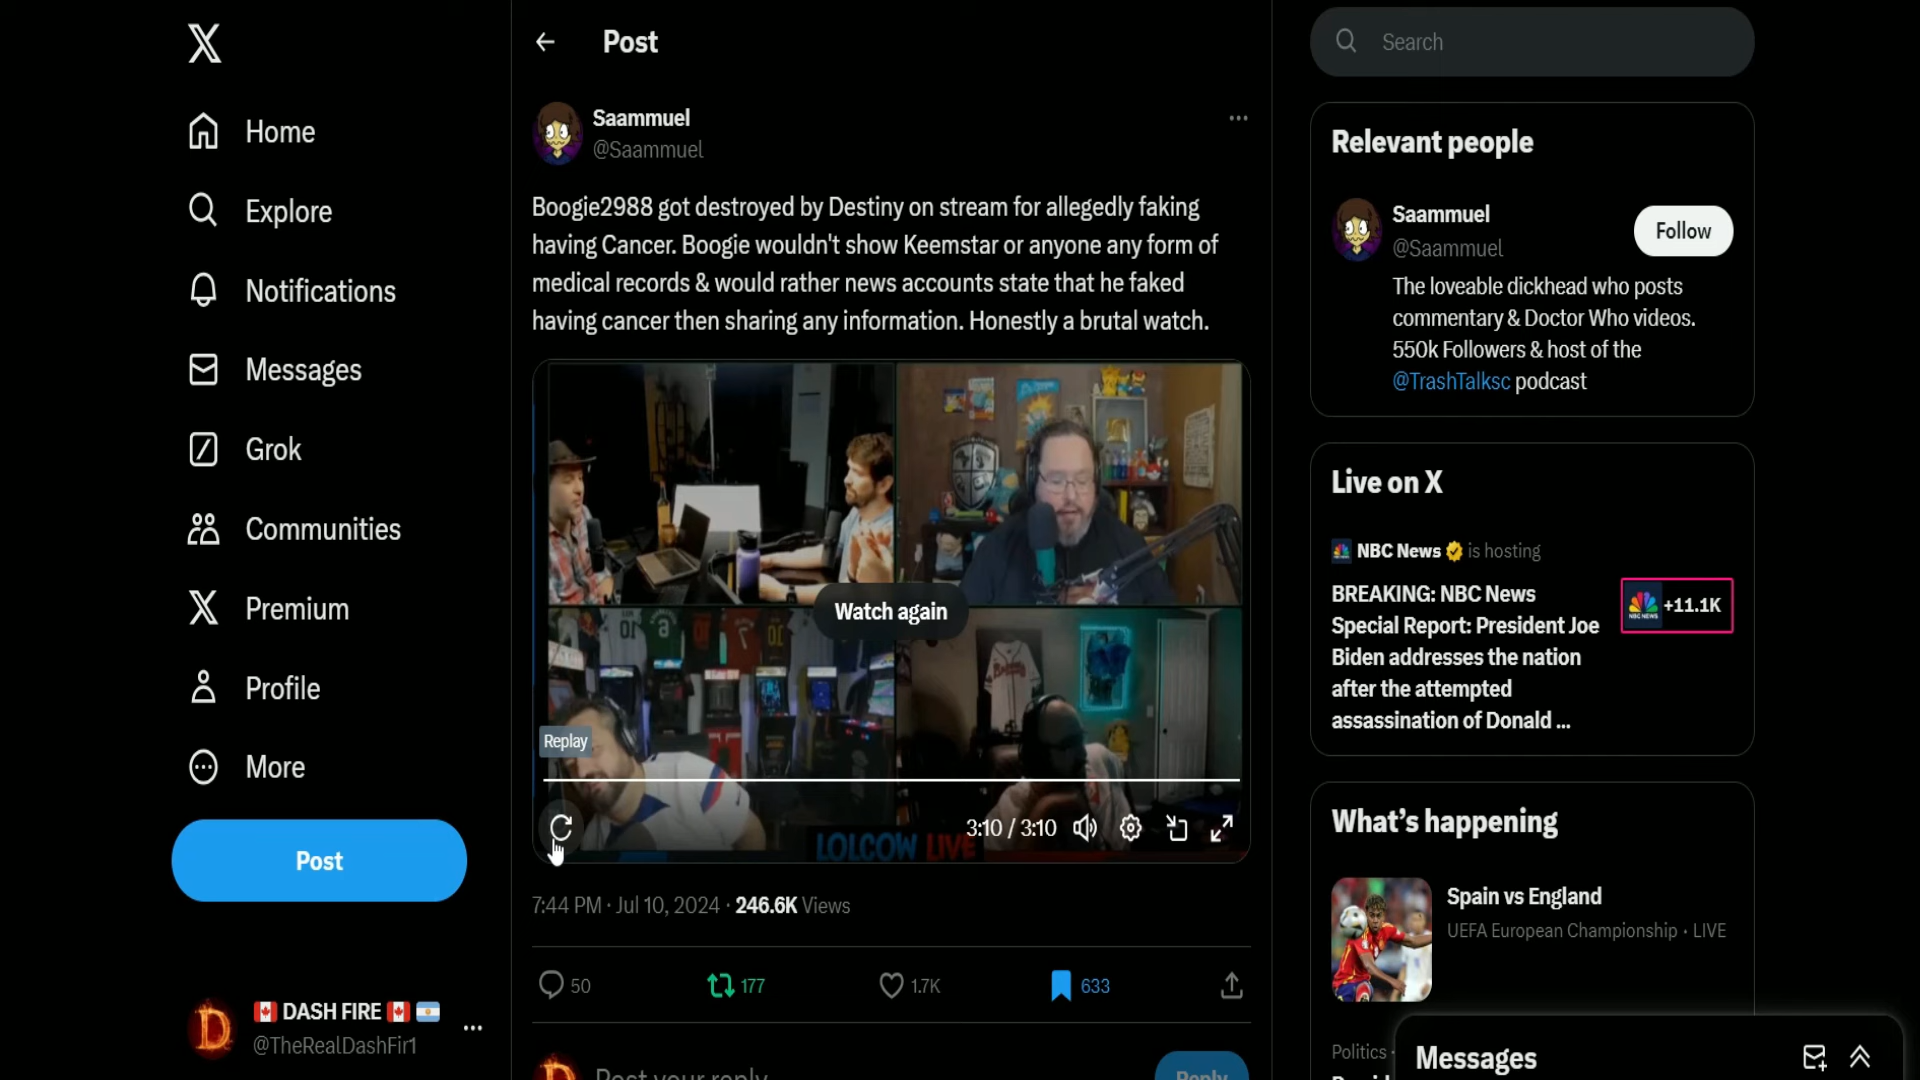 Home
Explore
Notifications
Messages
Grok
Communities
Premium
Profile
More
Post
🇨🇦 DASH FIRE 🇨🇦 🇦🇷
@TheRealDashFir1
Post
Saammuel
@Saammuel
Boogie2988 got destroyed by Destiny on stream for allegedly faking
having Cancer. Boogie wouldn't show Keemstar or anyone any form of
medical records & would rather news accounts state that he faked
having cancer then sharing any information. Honestly a brutal watch.
Watch again
Replay
3:10 / 3:10
LOLCOW LIVE
7:44 PM · Jul 10, 2024 · 246.6K Views
50
177
1.7K
633
Post your reply
Reply
Search
Relevant people
Saammuel
@Saammuel
Follow
The loveable dickhead who posts
commentary & Doctor Who videos.
550k Followers & host of the
@TrashTalksc podcast
Live on X
NBC News is hosting
BREAKING: NBC News
Special Report: President Joe
Biden addresses the nation
after the attempted
assassination of Donald ...
+11.1K
What's happening
Spain vs England
UEFA European Championship · LIVE
Politics ·
Messages